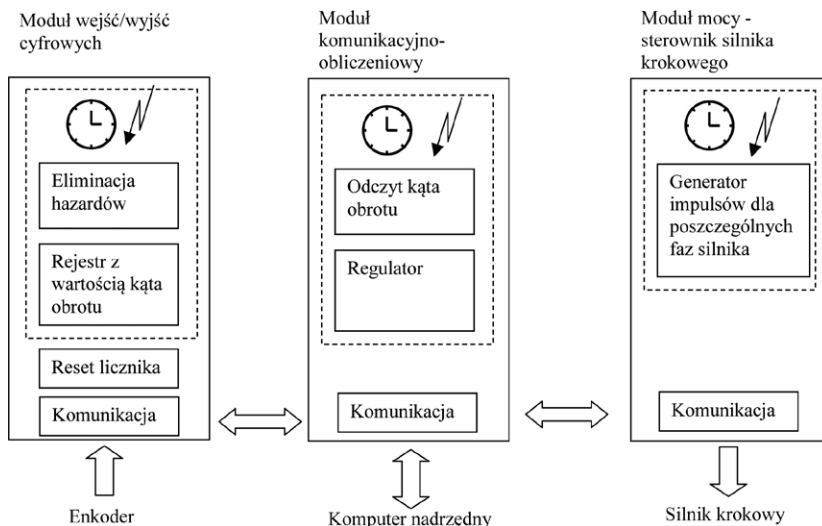 Moduł wejść/wyjść
cyfrowych
Eliminacja
hazardów
Rejestr z
wartością kąta
obrotu
Reset licznika
Komunikacja
Enkoder
Moduł
komunikacyjno-
obliczeniowy
Odczyt kąta
obrotu
Regulator
Komunikacja
Komputer nadrzędny
Moduł mocy -
sterownik silnika
krokowego
Generator
impulsów dla
poszczególnych
faz silnika
Komunikacja
Silnik krokowy